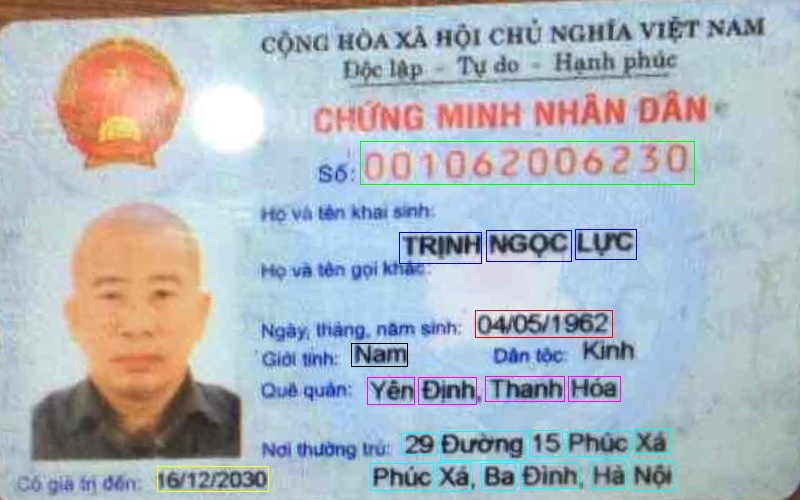 CỘNG HÒA XÃ HỘI CHỦ NGHĨA VIỆT NAM
Độc lập - Tự do - Hạnh phúc
CHỨNG MINH NHÂN DÂN
Số: 001062006230
Họ và tên khai sinh:
TRỊNH NGỌC LỰC
Họ và tên gọi khác:
Ngày, tháng, năm sinh: 04/05/1962
Giới tính: Nam Dân tộc: Kinh
Quê quán: Yên Định, Thanh Hóa
Nơi thường trú: 29 Đường 15 Phúc Xá
Phúc Xá, Ba Đình, Hà Nội
Có giá trị đến: 16/12/2030